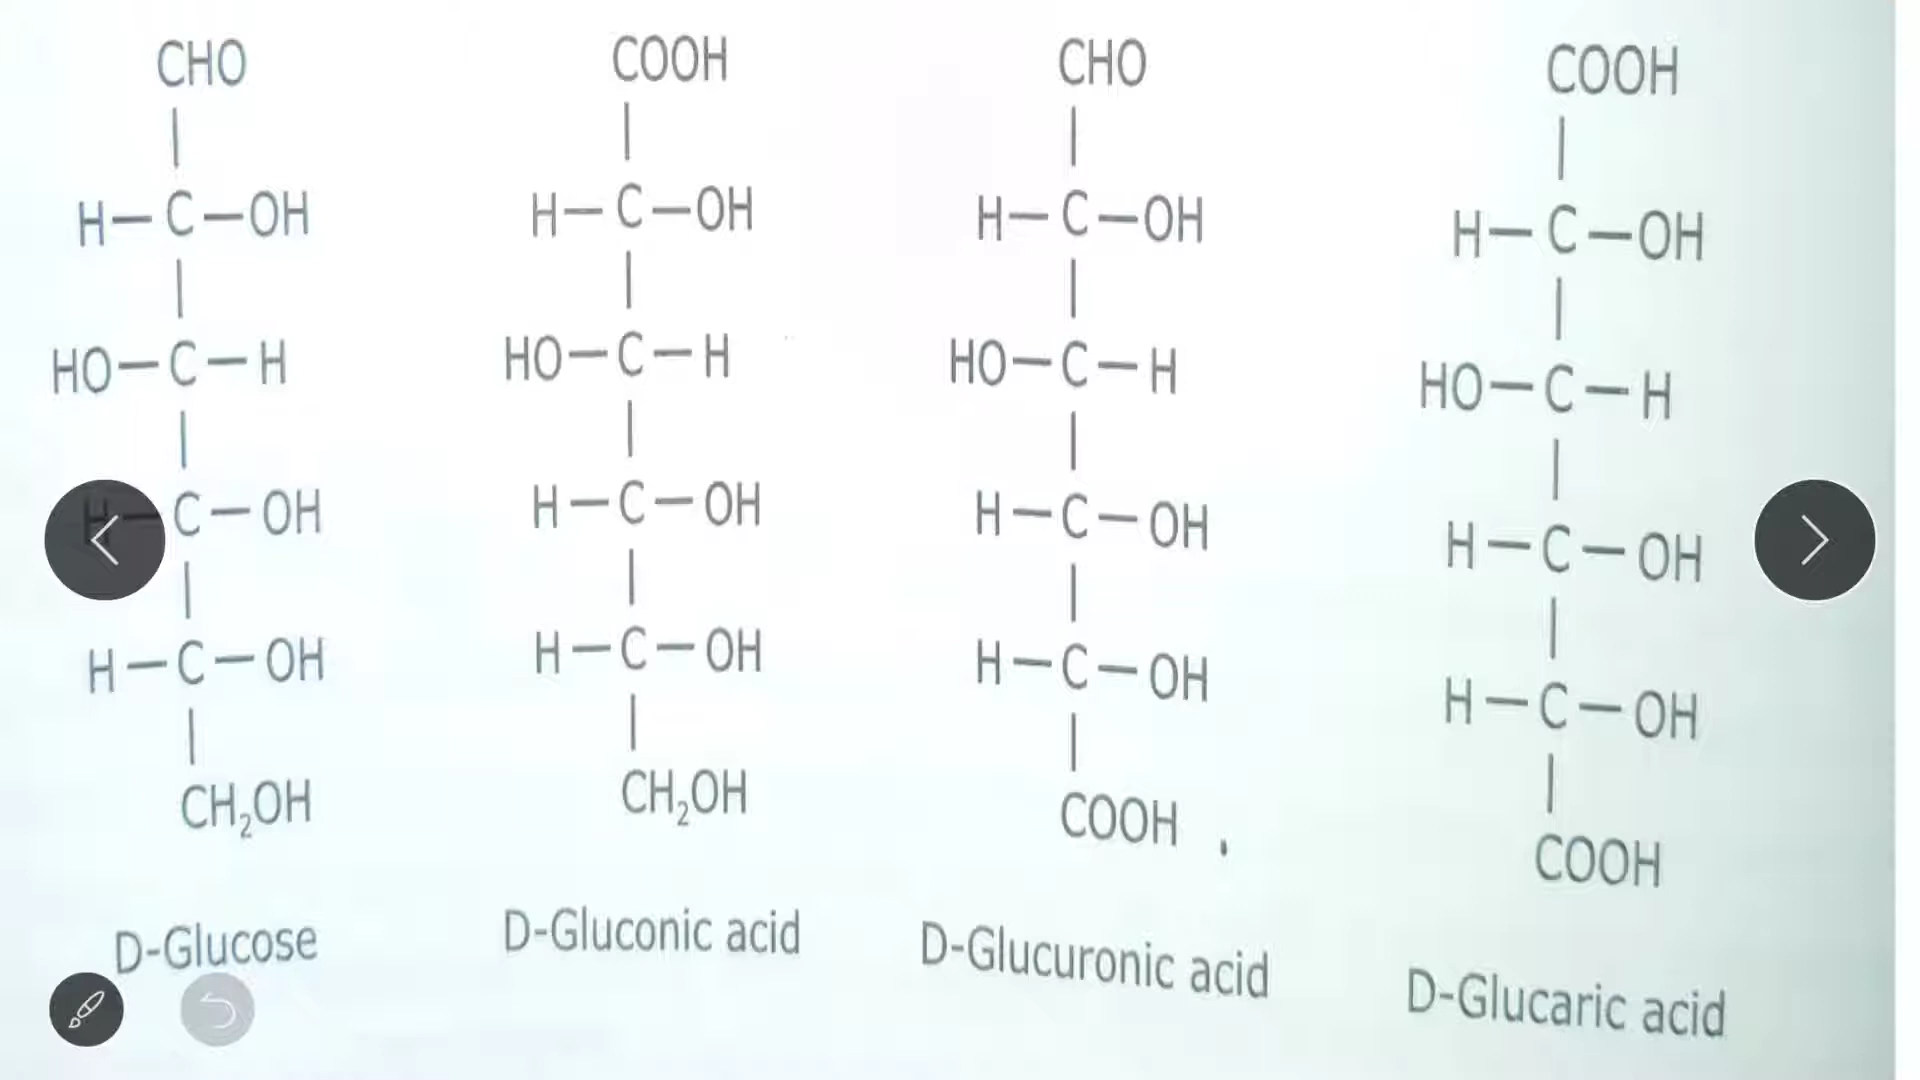 CHO
|
H—C—OH
|
HO—C—H
|
H—C—OH
|
H—C—OH
|
CH₂OH
D-Glucose
COOH
|
H—C—OH
|
HO—C—H
|
H—C—OH
|
H—C—OH
|
CH₂OH
D-Gluconic acid
CHO
|
H—C—OH
|
HO—C—H
|
H—C—OH
|
H—C—OH
|
COOH
D-Glucuronic acid
COOH
|
H—C—OH
|
HO—C—H
|
H—C—OH
|
H—C—OH
|
COOH
D-Glucaric acid